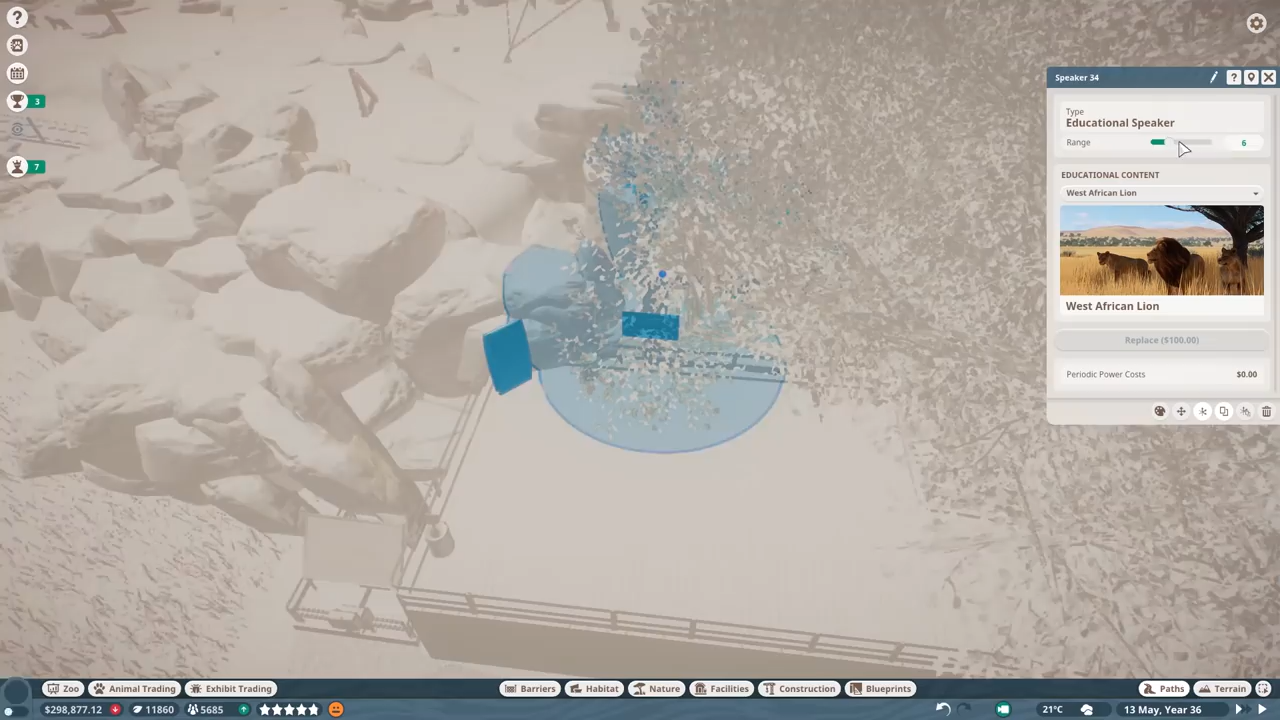 ?
3
7
Speaker 34
?
Type
Educational Speaker
Range 6
EDUCATIONAL CONTENT
West African Lion
West African Lion
Replace ($100.00)
Periodic Power Costs $0.00
Zoo Animal Trading Exhibit Trading Barriers Habitat Nature Facilities Construction Blueprints Paths Terrain
$298,877.12 11860 5685 21°C 13 May, Year 36